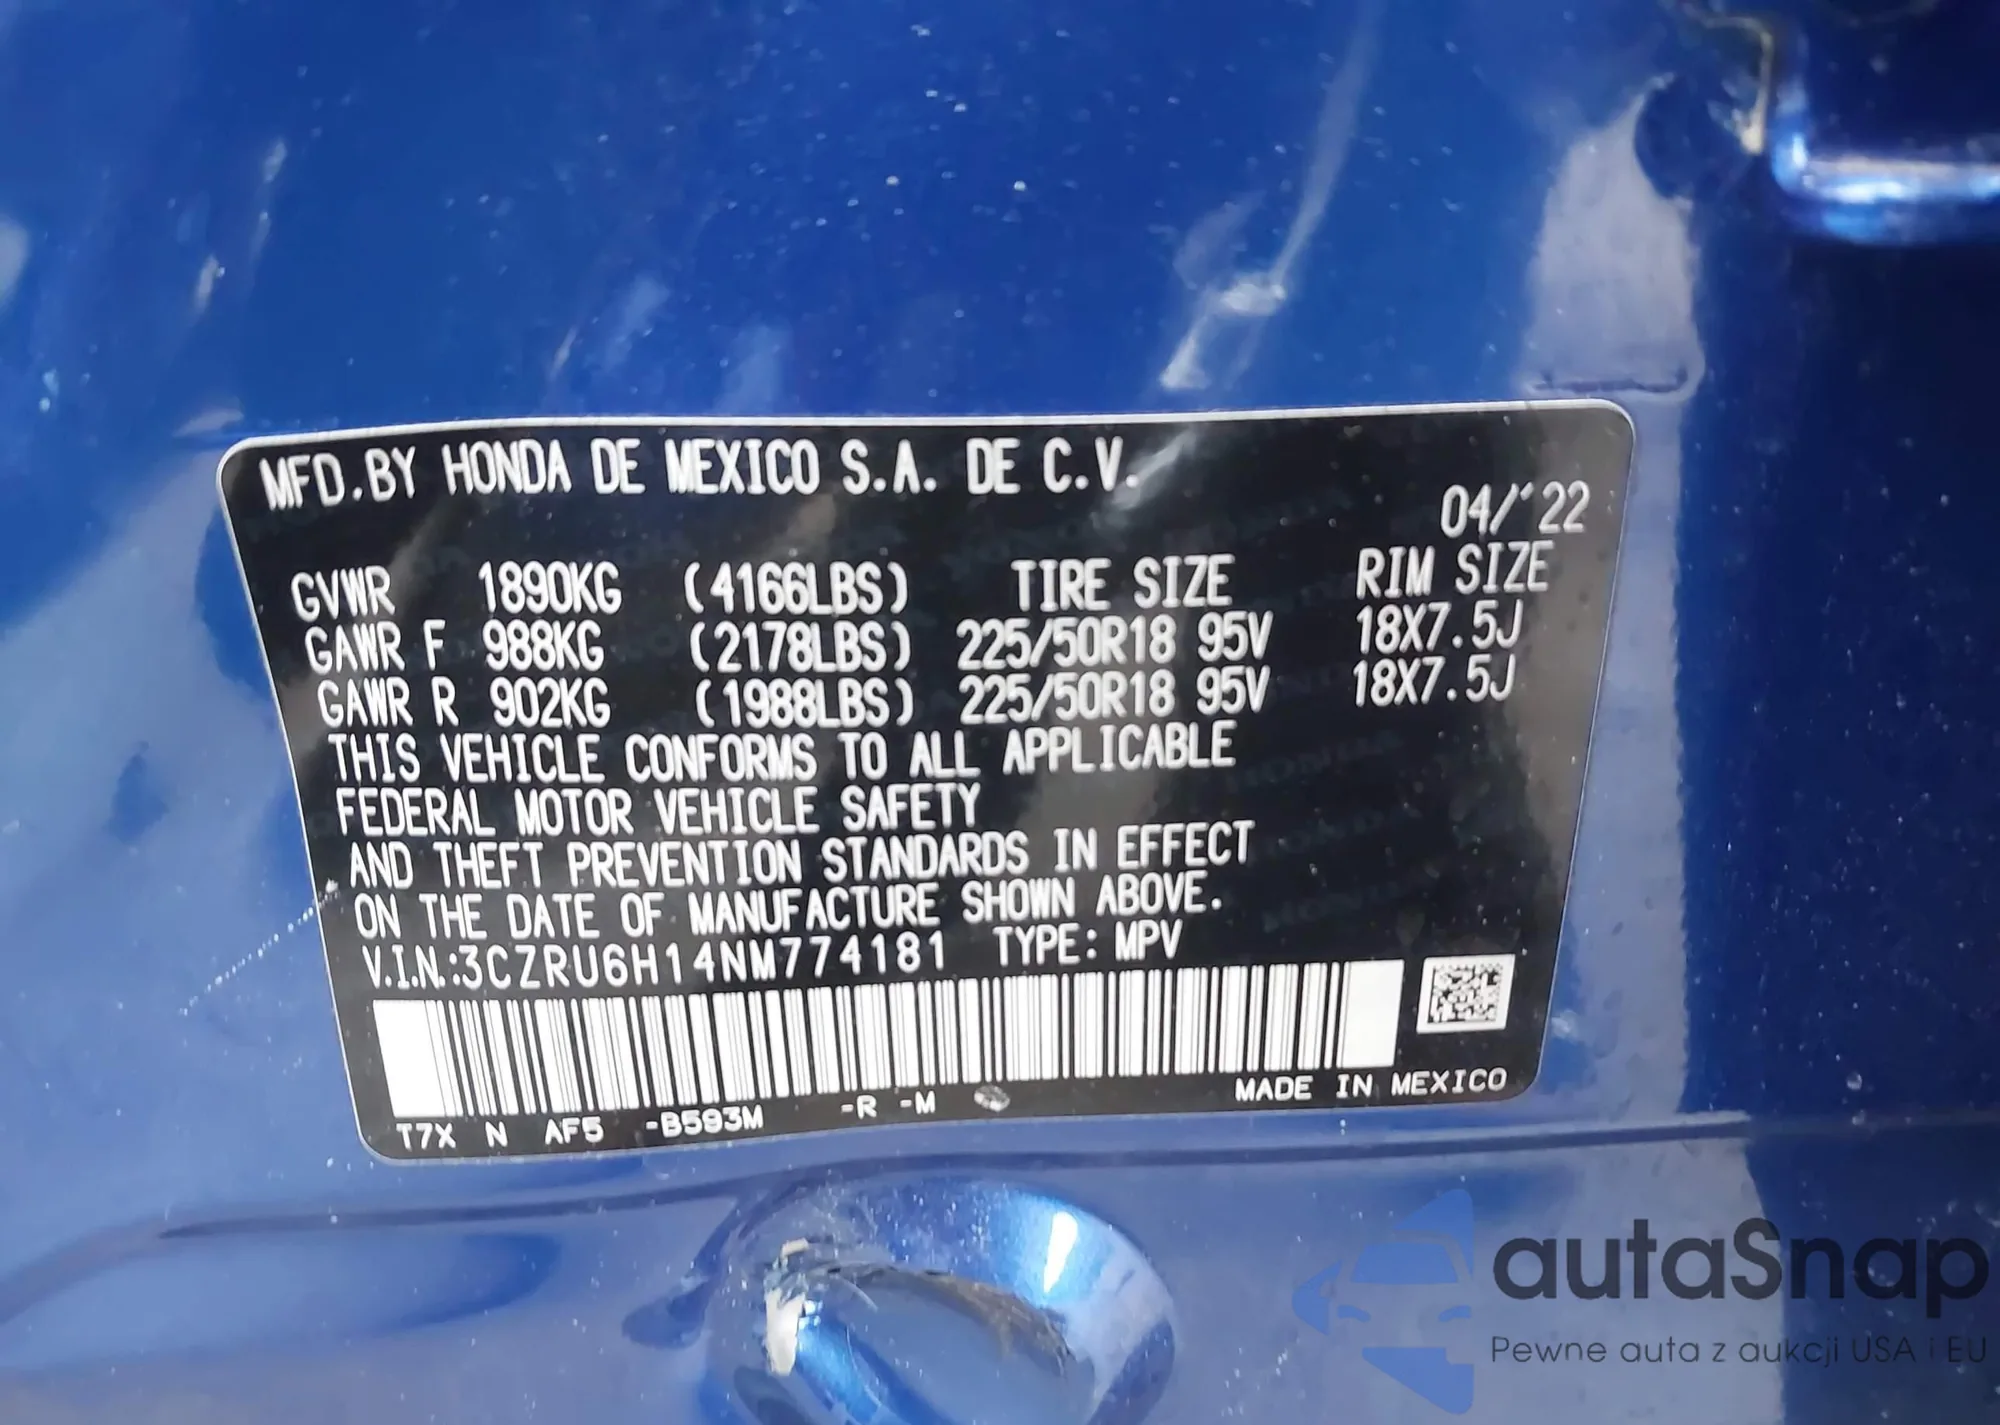 MFD.BY HONDA DE MEXICO S.A. DE C.V.
04/'22
GVWR 1890KG (4166LBS) TIRE SIZE RIM SIZE
GAWR F 988KG (2178LBS) 225/50R18 95V 18X7.5J
GAWR R 902KG (1988LBS) 225/50R18 95V 18X7.5J
THIS VEHICLE CONFORMS TO ALL APPLICABLE
FEDERAL MOTOR VEHICLE SAFETY
AND THEFT PREVENTION STANDARDS IN EFFECT
ON THE DATE OF MANUFACTURE SHOWN ABOVE.
V.I.N.:3CZRU6H14NM774181 TYPE: MPV
MADE IN MEXICO
T7X N AF5 -B593M -R -M
autaSnap
Pewne auta z aukcji USA i EU